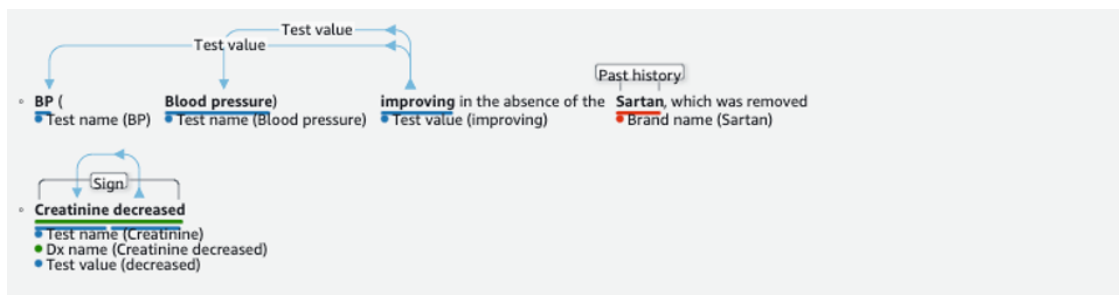 Test value
Test value
Past history
◦ BP ( Blood pressure) improving in the absence of the Sartan, which was removed
• Test name (BP) • Test name (Blood pressure) • Test value (improving) • Brand name (Sartan)
Sign
◦ Creatinine decreased
• Test name (Creatinine)
• Dx name (Creatinine decreased)
• Test value (decreased)